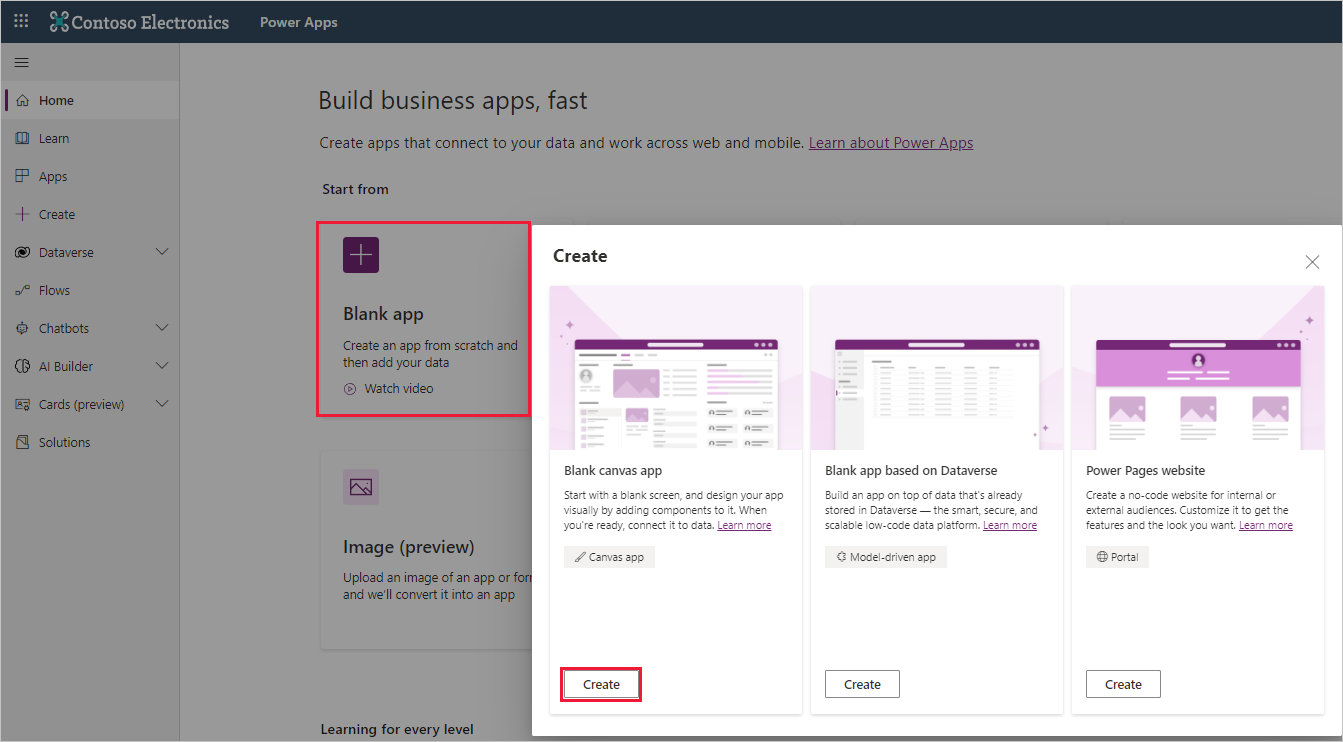 Contoso Electronics
Power Apps
Home
Learn
Apps
Create
Dataverse
Flows
Chatbots
AI Builder
Cards (preview)
Solutions
Build business apps, fast
Create apps that connect to your data and work across web and mobile. Learn about Power Apps
Start from
Blank app
Create an app from scratch and
then add your data
Watch video
Image (preview)
Upload an image of an app or for
and we'll convert it into an app
Learning for every level
Create
Blank canvas app
Start with a blank screen, and design your app
visually by adding components to it. When
you're ready, connect it to data. Learn more
Canvas app
Create
Blank app based on Dataverse
Build an app on top of data that's already
stored in Dataverse — the smart, secure, and
scalable low-code data platform. Learn more
Model-driven app
Create
Power Pages website
Create a no-code website for internal or
external audiences. Customize it to get the
features and the look you want. Learn more
Portal
Create